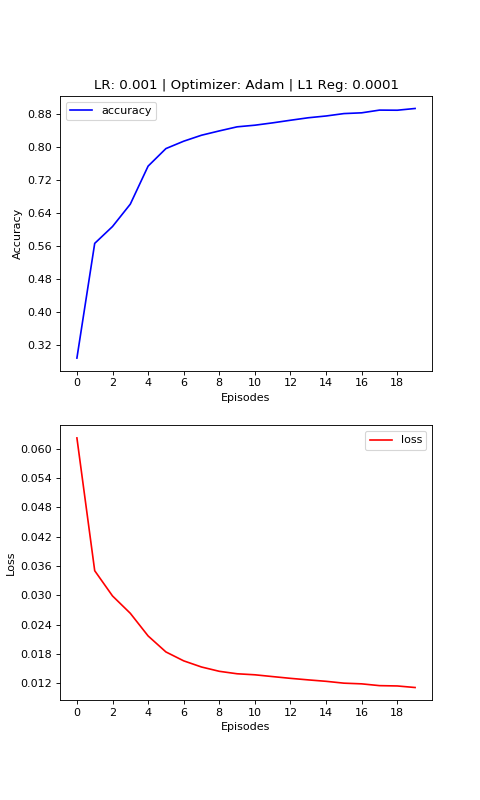 LR: 0.001 | Optimizer: Adam | L1 Reg: 0.0001
accuracy
0.88
0.80
0.72
0.64
0.56
0.48
0.40
0.32
Accuracy
0 2 4 6 8 10 12 14 16 18
Episodes
loss
0.060
0.054
0.048
0.042
0.036
0.030
0.024
0.018
0.012
Loss
0 2 4 6 8 10 12 14 16 18
Episodes